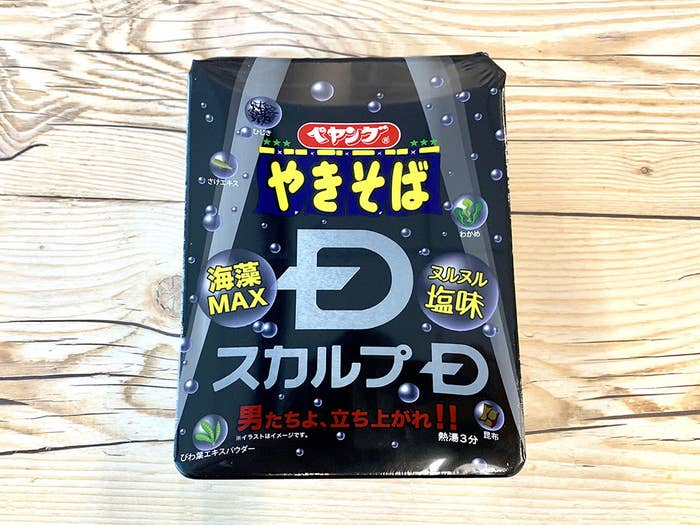 ひじき
ペヤング®
さけエキス
やきそば
わかめ
海藻
MAX
D
ヌルヌル
塩味
スカルプD
男たちよ、立ち上がれ!!
※イラストはイメージです。
熱湯3分
昆布
びわ葉エキスパウダー